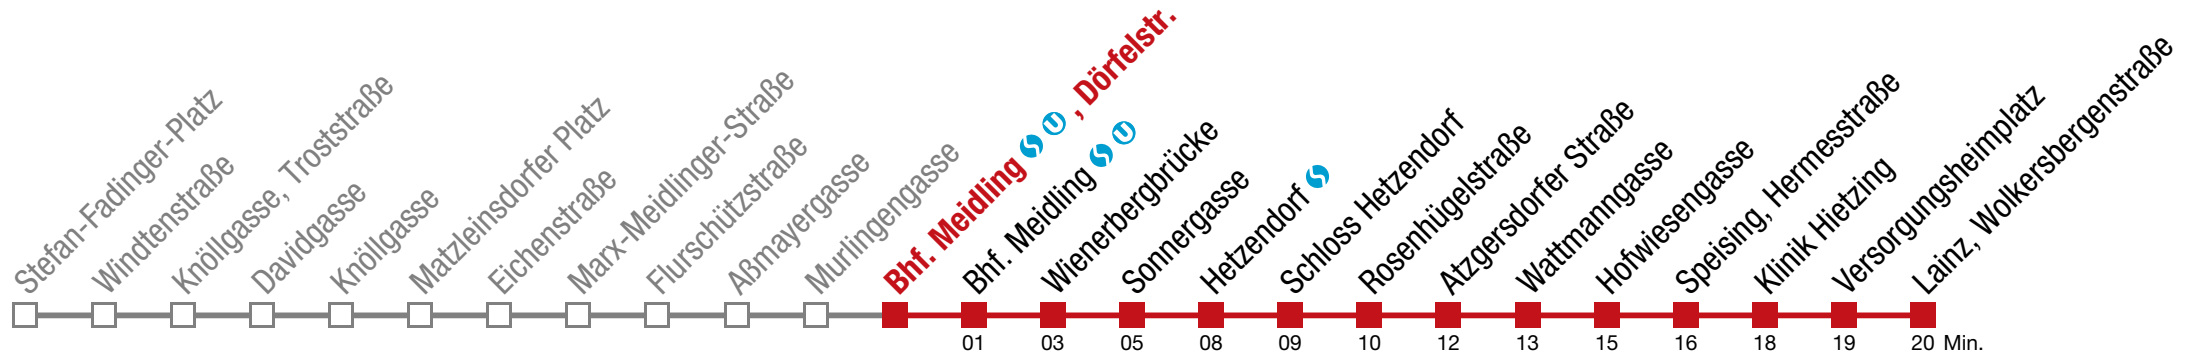 Stefan-Fadinger-Platz
Windtenstraße
Knöllgasse, Troststraße
Davidgasse
Knöllgasse
Matzleinsdorfer Platz
Eichenstraße
Marx-Meidlinger-Straße
Flurschützstraße
Aßmayergasse
Murlingengasse
Bhf. Meidling S U , Dörfelstr.
Bhf. Meidling S U
Wienerbergbrücke
Sonnergasse
Hetzendorf S
Schloss Hetzendorf
Rosenhügelstraße
Atzgersdorfer Straße
Wattmanngasse
Hofwiesengasse
Speising, Hermesstraße
Klinik Hietzing
Versorgungsheimplatz
Lainz, Wolkersbergenstraße
01 03 05 08 09 10 12 13 15 16 18 19 20 Min.